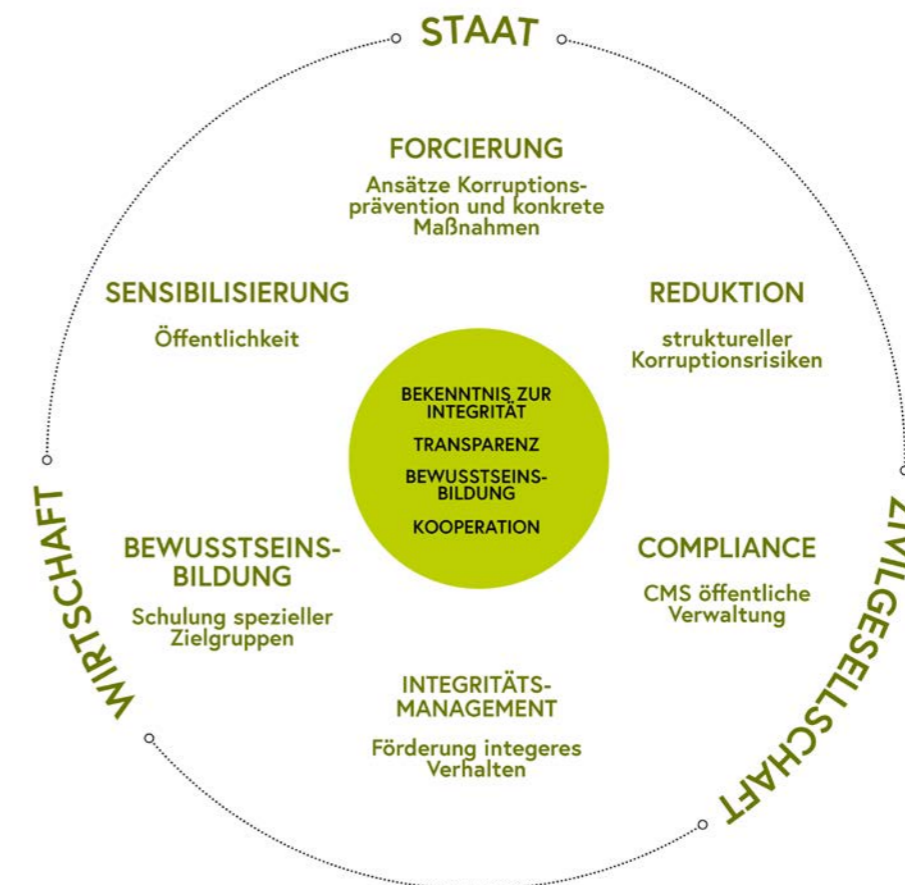 STAAT
FORCIERUNG
Ansätze Korruptions-
prävention und konkrete
Maßnahmen
SENSIBILISIERUNG
Öffentlichkeit
REDUKTION
struktureller
Korruptionsrisiken
BEKENNTNIS ZUR
INTEGRITÄT
TRANSPARENZ
BEWUSSTSEINS-
BILDUNG
KOOPERATION
WIRTSCHAFT
BEWUSSTSEINS-
BILDUNG
Schulung spezieller
Zielgruppen
COMPLIANCE
CMS öffentliche
Verwaltung
ZIVILGESELLSCHAFT
INTEGRITÄTS-
MANAGEMENT
Förderung integeres
Verhalten